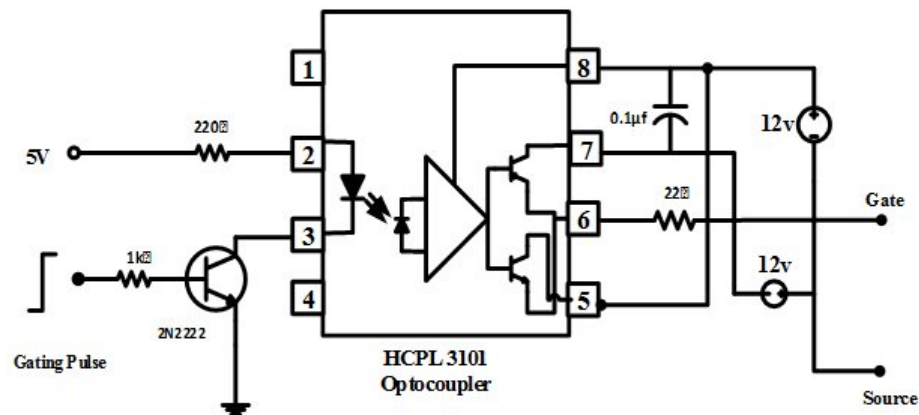 1
8
220
0.1µf
12v
5V
2
7
22
Gate
3
6
1k
12v
4
5
2N2222
Gating Pulse
HCPL 3101
Optocoupler
Source